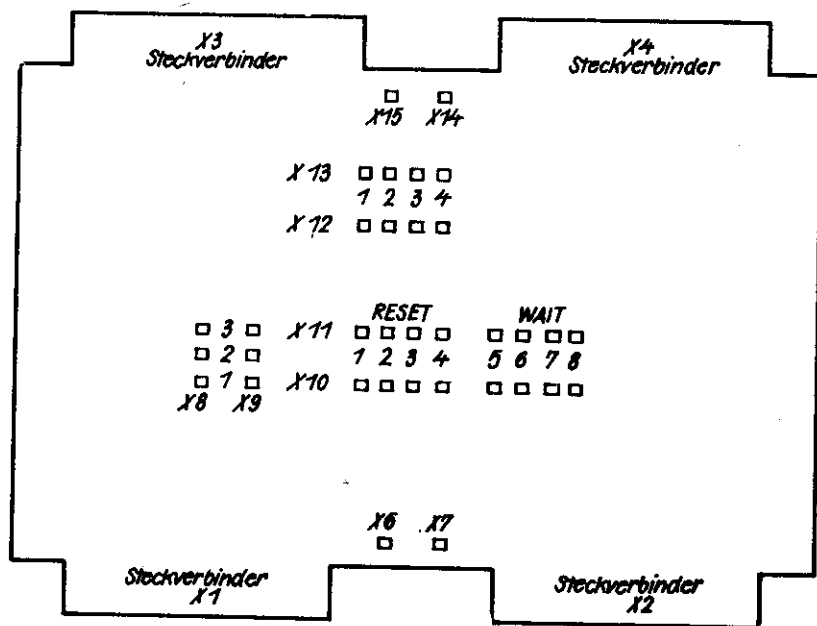 X3
Steckverbinder
X4
Steckverbinder
X15 X14
X13
1 2 3 4
X12
RESET WAIT
3 X11
2 1 2 3 4 5 6 7 8
1 X10
X8 X9
X6 X7
Steckverbinder
X1
Steckverbinder
X2